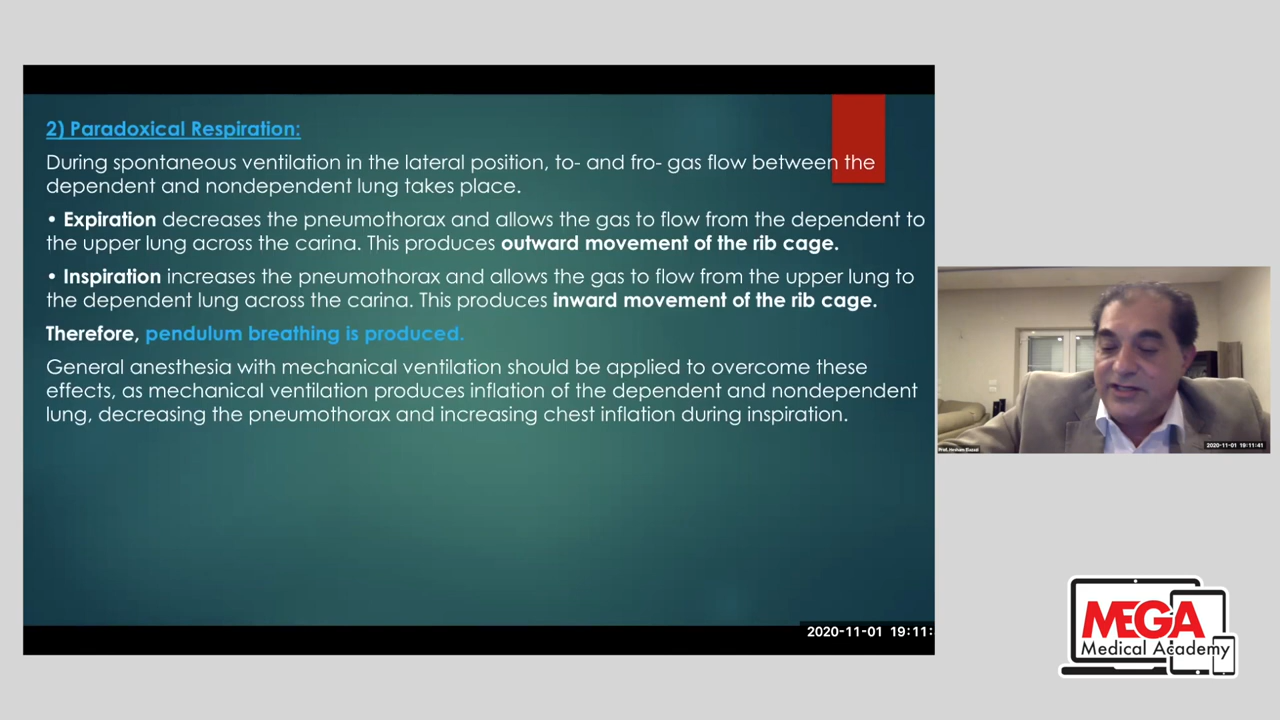 2) Paradoxical Respiration:
During spontaneous ventilation in the lateral position, to- and fro- gas flow between the
dependent and nondependent lung takes place.
• Expiration decreases the pneumothorax and allows the gas to flow from the dependent to
the upper lung across the carina. This produces outward movement of the rib cage.
• Inspiration increases the pneumothorax and allows the gas to flow from the upper lung to
the dependent lung across the carina. This produces inward movement of the rib cage.
Therefore, pendulum breathing is produced.
General anesthesia with mechanical ventilation should be applied to overcome these
effects, as mechanical ventilation produces inflation of the dependent and nondependent
lung, decreasing the pneumothorax and increasing chest inflation during inspiration.
2020-11-01 19:11:41
2020-11-01 19:11:
MEGA
Medical Academy